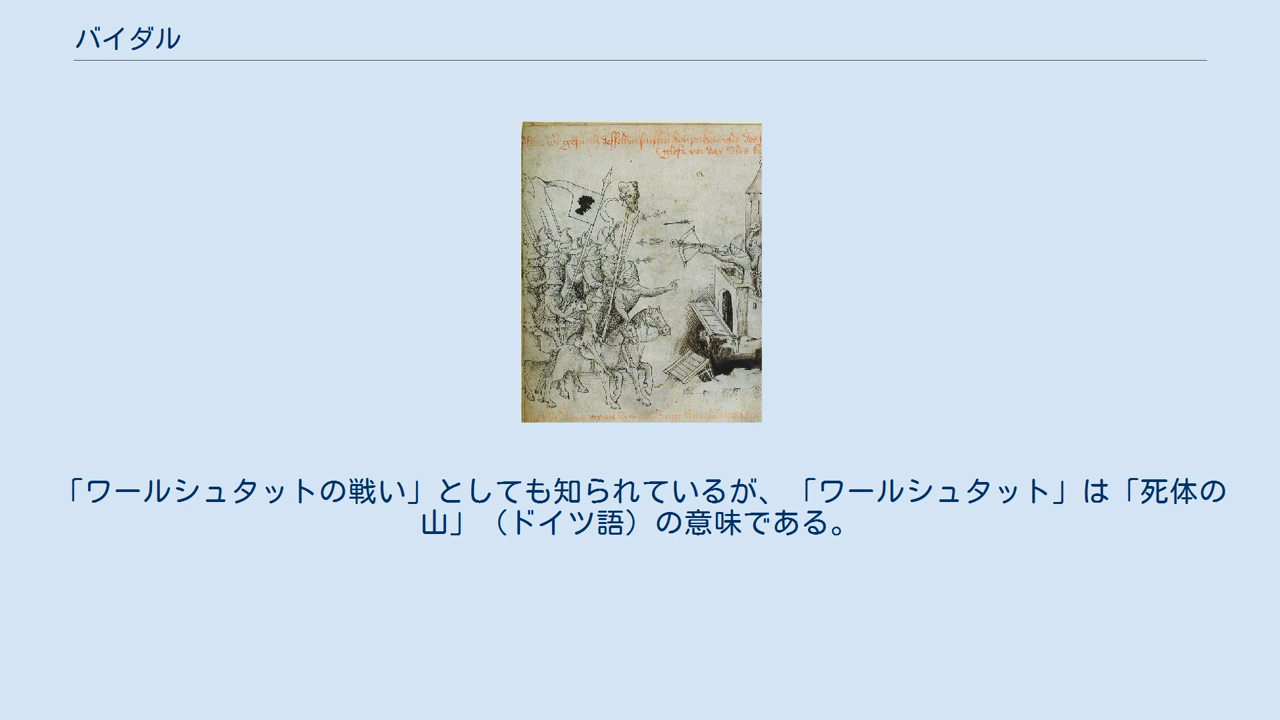 バイダル
「ワールシュタットの戦い」としても知られているが、「ワールシュタット」は「死体の
山」（ドイツ語）の意味である。